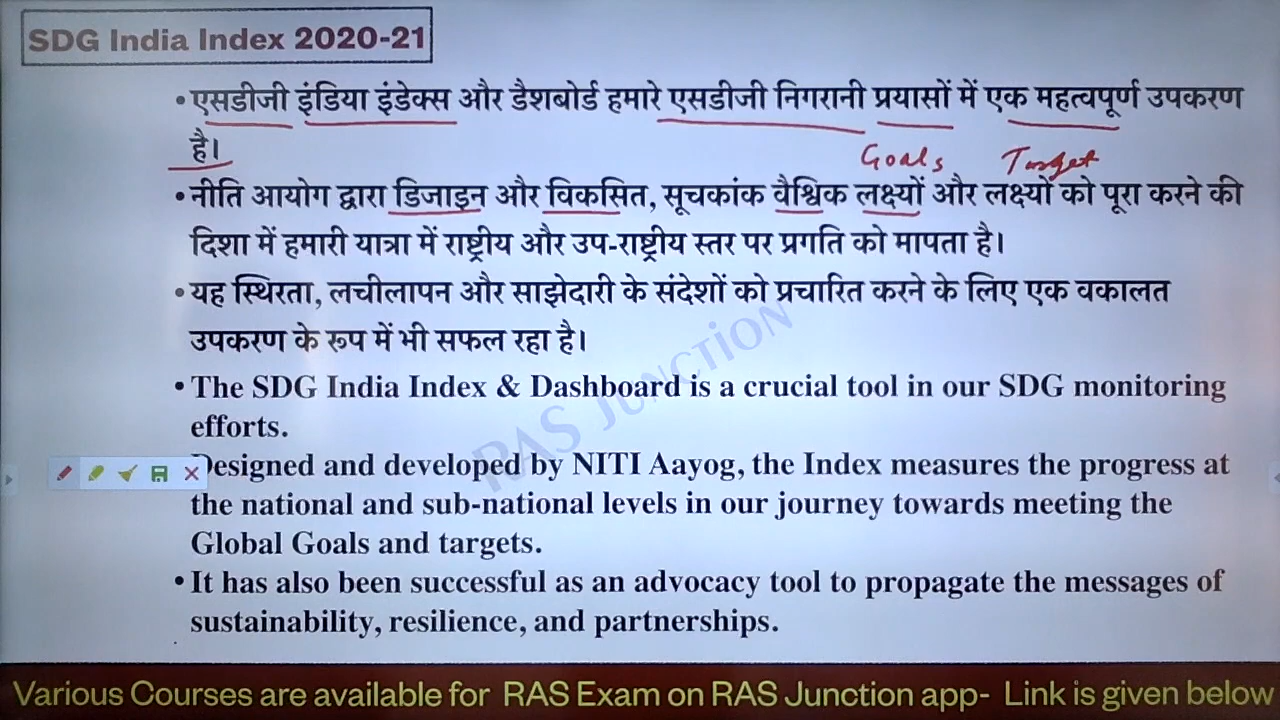 SDG India Index 2020-21
• एसडीजी इंडिया इंडेक्स और डैशबोर्ड हमारे एसडीजी निगरानी प्रयासों में एक महत्वपूर्ण उपकरण
है।
Goals Target
• नीति आयोग द्वारा डिजाइन और विकसित, सूचकांक वैश्विक लक्ष्यों और लक्ष्यों को पूरा करने की
दिशा में हमारी यात्रा में राष्ट्रीय और उप-राष्ट्रीय स्तर पर प्रगति को मापता है।
• यह स्थिरता, लचीलापन और साझेदारी के संदेशों को प्रचारित करने के लिए एक वकालत
उपकरण के रूप में भी सफल रहा है।
RAS JUNCTION
• The SDG India Index & Dashboard is a crucial tool in our SDG monitoring
efforts.
Designed and developed by NITI Aayog, the Index measures the progress at
the national and sub-national levels in our journey towards meeting the
Global Goals and targets.
• It has also been successful as an advocacy tool to propagate the messages of
sustainability, resilience, and partnerships.
Various Courses are available for RAS Exam on RAS Junction app- Link is given below